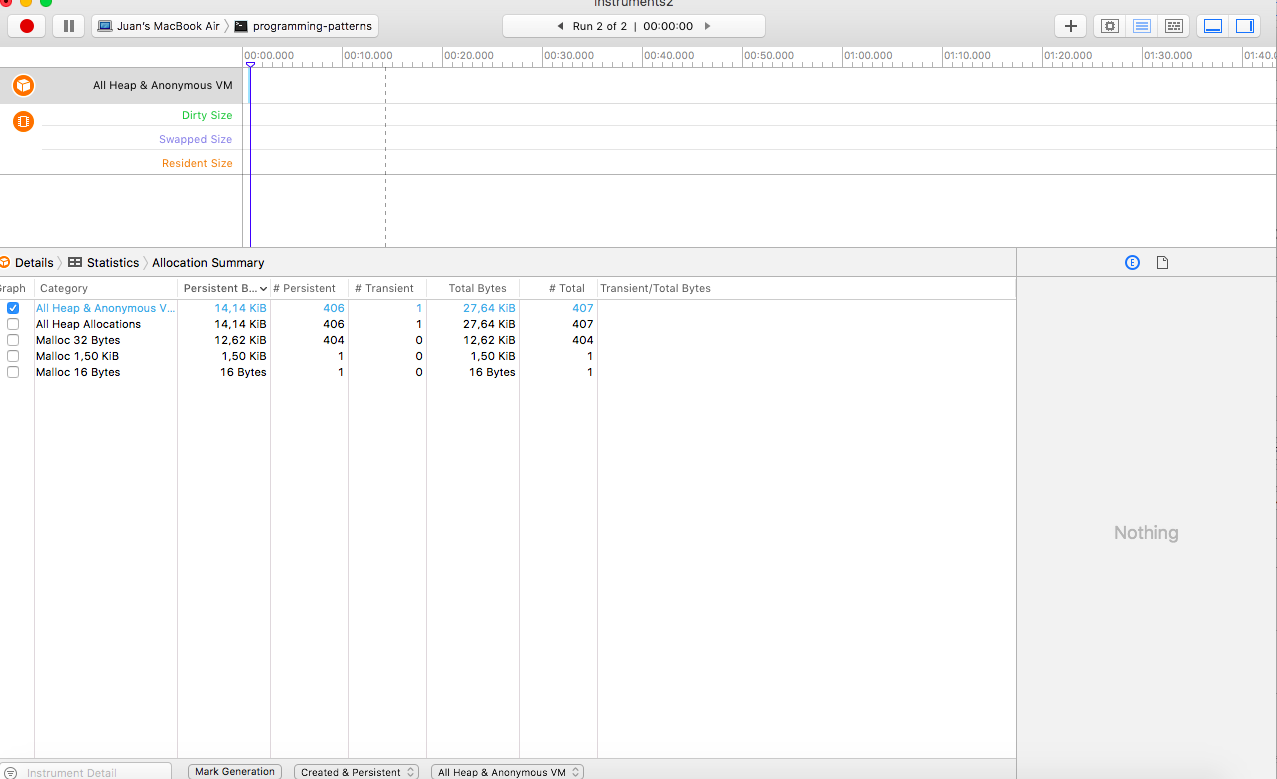 Instruments2
Juan's MacBook Air programming-patterns Run 2 of 2 | 00:00:00
00:00.000 00:10.000 00:20.000 00:30.000 00:40.000 00:50.000 01:00.000 01:10.000 01:20.000 01:30.000 01:40.0
All Heap & Anonymous VM
Dirty Size
Swapped Size
Resident Size
Details Statistics Allocation Summary E
Graph Category Persistent B... # Persistent # Transient Total Bytes # Total Transient/Total Bytes
All Heap & Anonymous V... 14,14 KiB 406 1 27,64 KiB 407
All Heap Allocations 14,14 KiB 406 1 27,64 KiB 407
Malloc 32 Bytes 12,62 KiB 404 0 12,62 KiB 404
Malloc 1,50 KiB 1,50 KiB 1 0 1,50 KiB 1
Malloc 16 Bytes 16 Bytes 1 0 16 Bytes 1
Nothing
Instrument Detail Mark Generation Created & Persistent All Heap & Anonymous VM